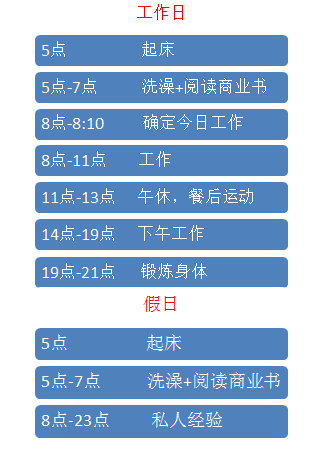 工作日
5点 起床
5点-7点 洗澡+阅读商业书
8点-8:10 确定今日工作
8点-11点 工作
11点-13点 午休，餐后运动
14点-19点 下午工作
19点-21点 锻炼身体
假日
5点 起床
5点-7点 洗澡+阅读商业书
8点-23点 私人经验